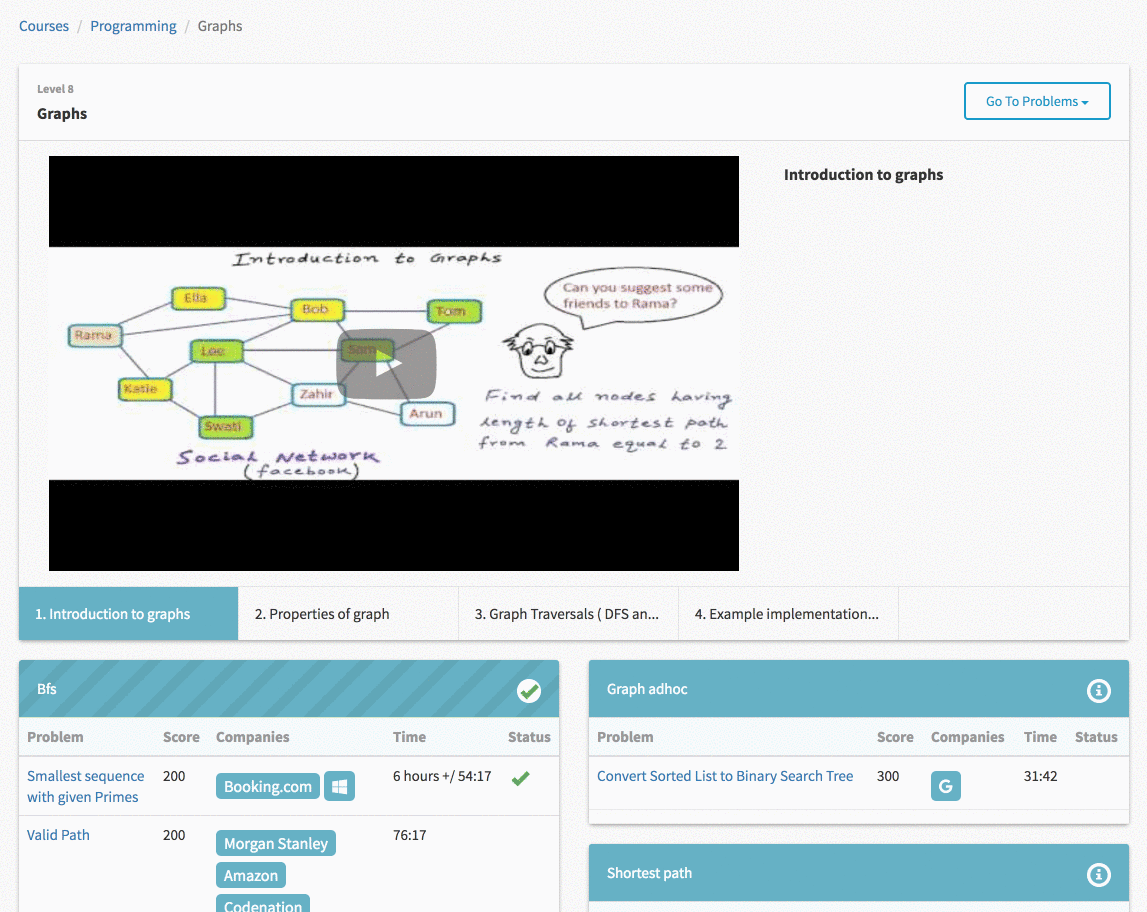 Courses / Programming / Graphs
Level 8
Graphs
Go To Problems
Introduction to graphs
Introduction to Graphs
Can you suggest some
friends to Rama?
Ella
Bob
Tom
Rama
Lee
Sam
Katie
Zahir
Arun
Swati
Find all nodes having
length of shortest path
from Rama equal to 2
Social Network
(facebook)
1. Introduction to graphs
2. Properties of graph
3. Graph Traversals ( DFS an...
4. Example implementation...
Bfs
Problem Score Companies Time Status
Smallest sequence 200 Booking.com 6 hours +/ 54:17
with given Primes
Valid Path 200 Morgan Stanley 76:17
Amazon
Codenation
Graph adhoc
Problem Score Companies Time Status
Convert Sorted List to Binary Search Tree 300 G 31:42
Shortest path